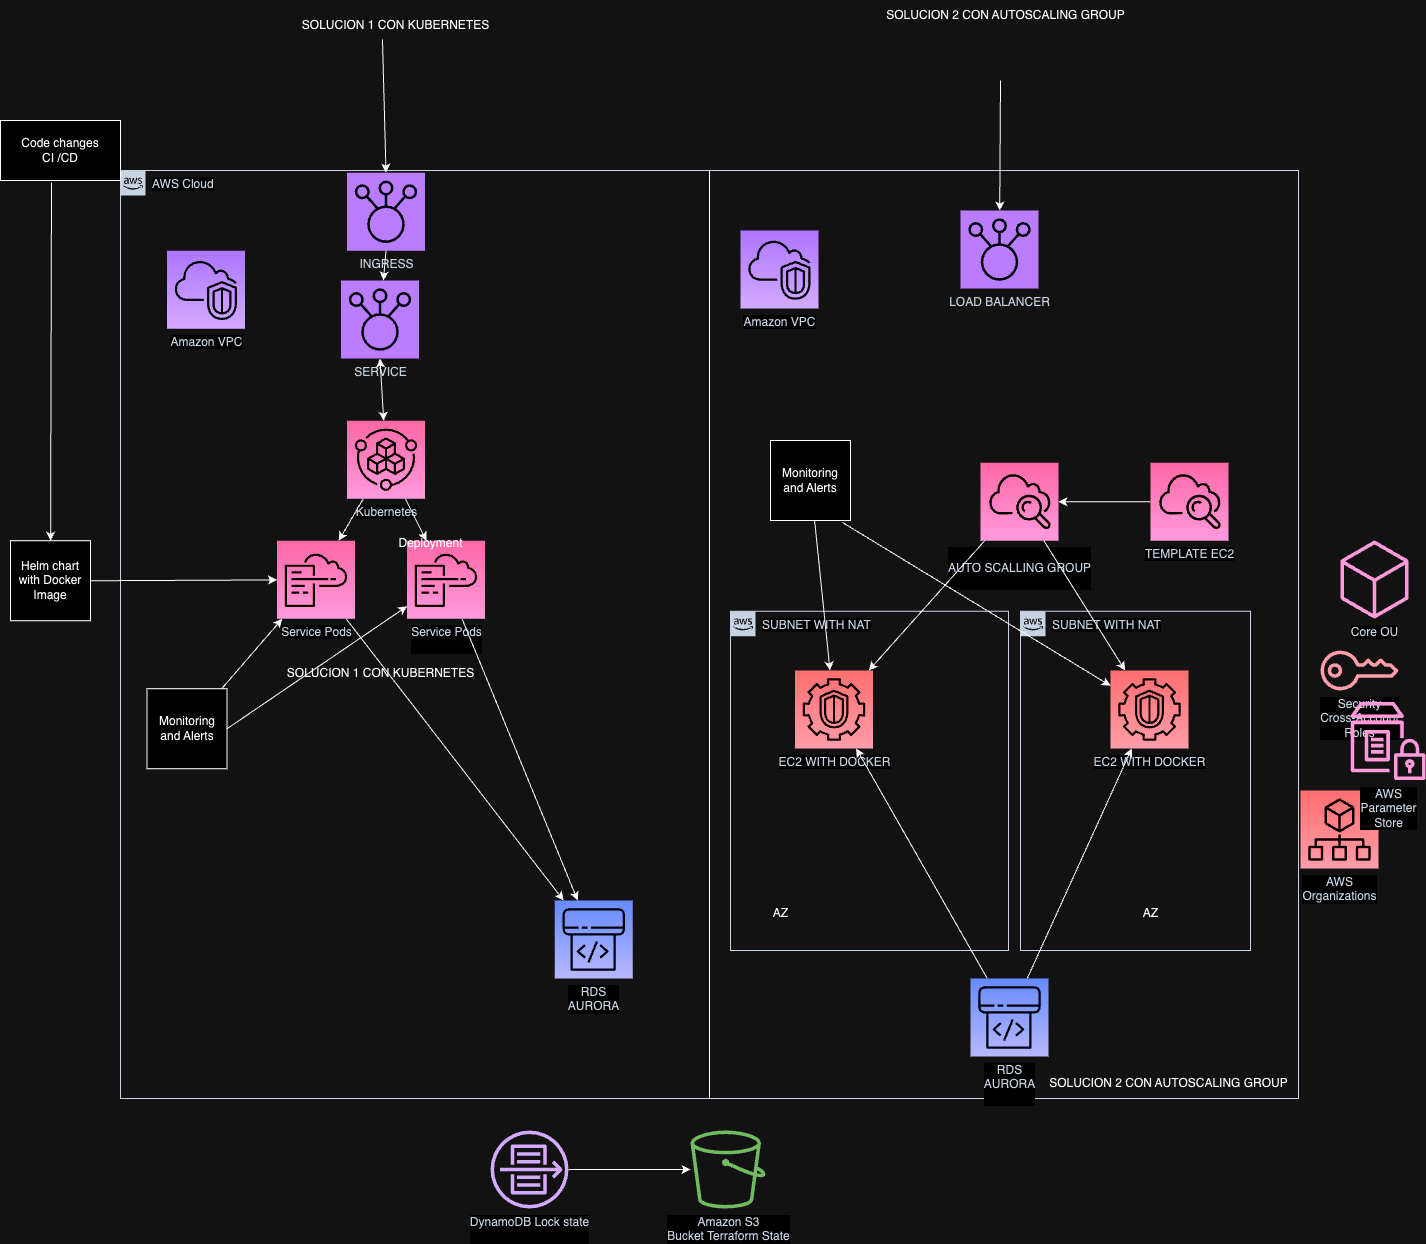 SOLUCION 1 CON KUBERNETES
SOLUCION 2 CON AUTOSCALING GROUP
Code changes
CI /CD
aws
AWS Cloud
INGRESS
Amazon VPC
SERVICE
Kubernetes
Deployment
Helm chart
with Docker
Image
Service Pods
Service Pods
SOLUCION 1 CON KUBERNETES
Monitoring
and Alerts
RDS
AURORA
Amazon VPC
LOAD BALANCER
Monitoring
and Alerts
AUTO SCALLING GROUP
TEMPLATE EC2
aws
SUBNET WITH NAT
aws
SUBNET WITH NAT
EC2 WITH DOCKER
EC2 WITH DOCKER
AZ
AZ
RDS
AURORA
SOLUCION 2 CON AUTOSCALING GROUP
Core OU
Security
Cross-Account
Roles
AWS
Parameter
Store
AWS
Organizations
DynamoDB Lock state
Amazon S3
Bucket Terraform State